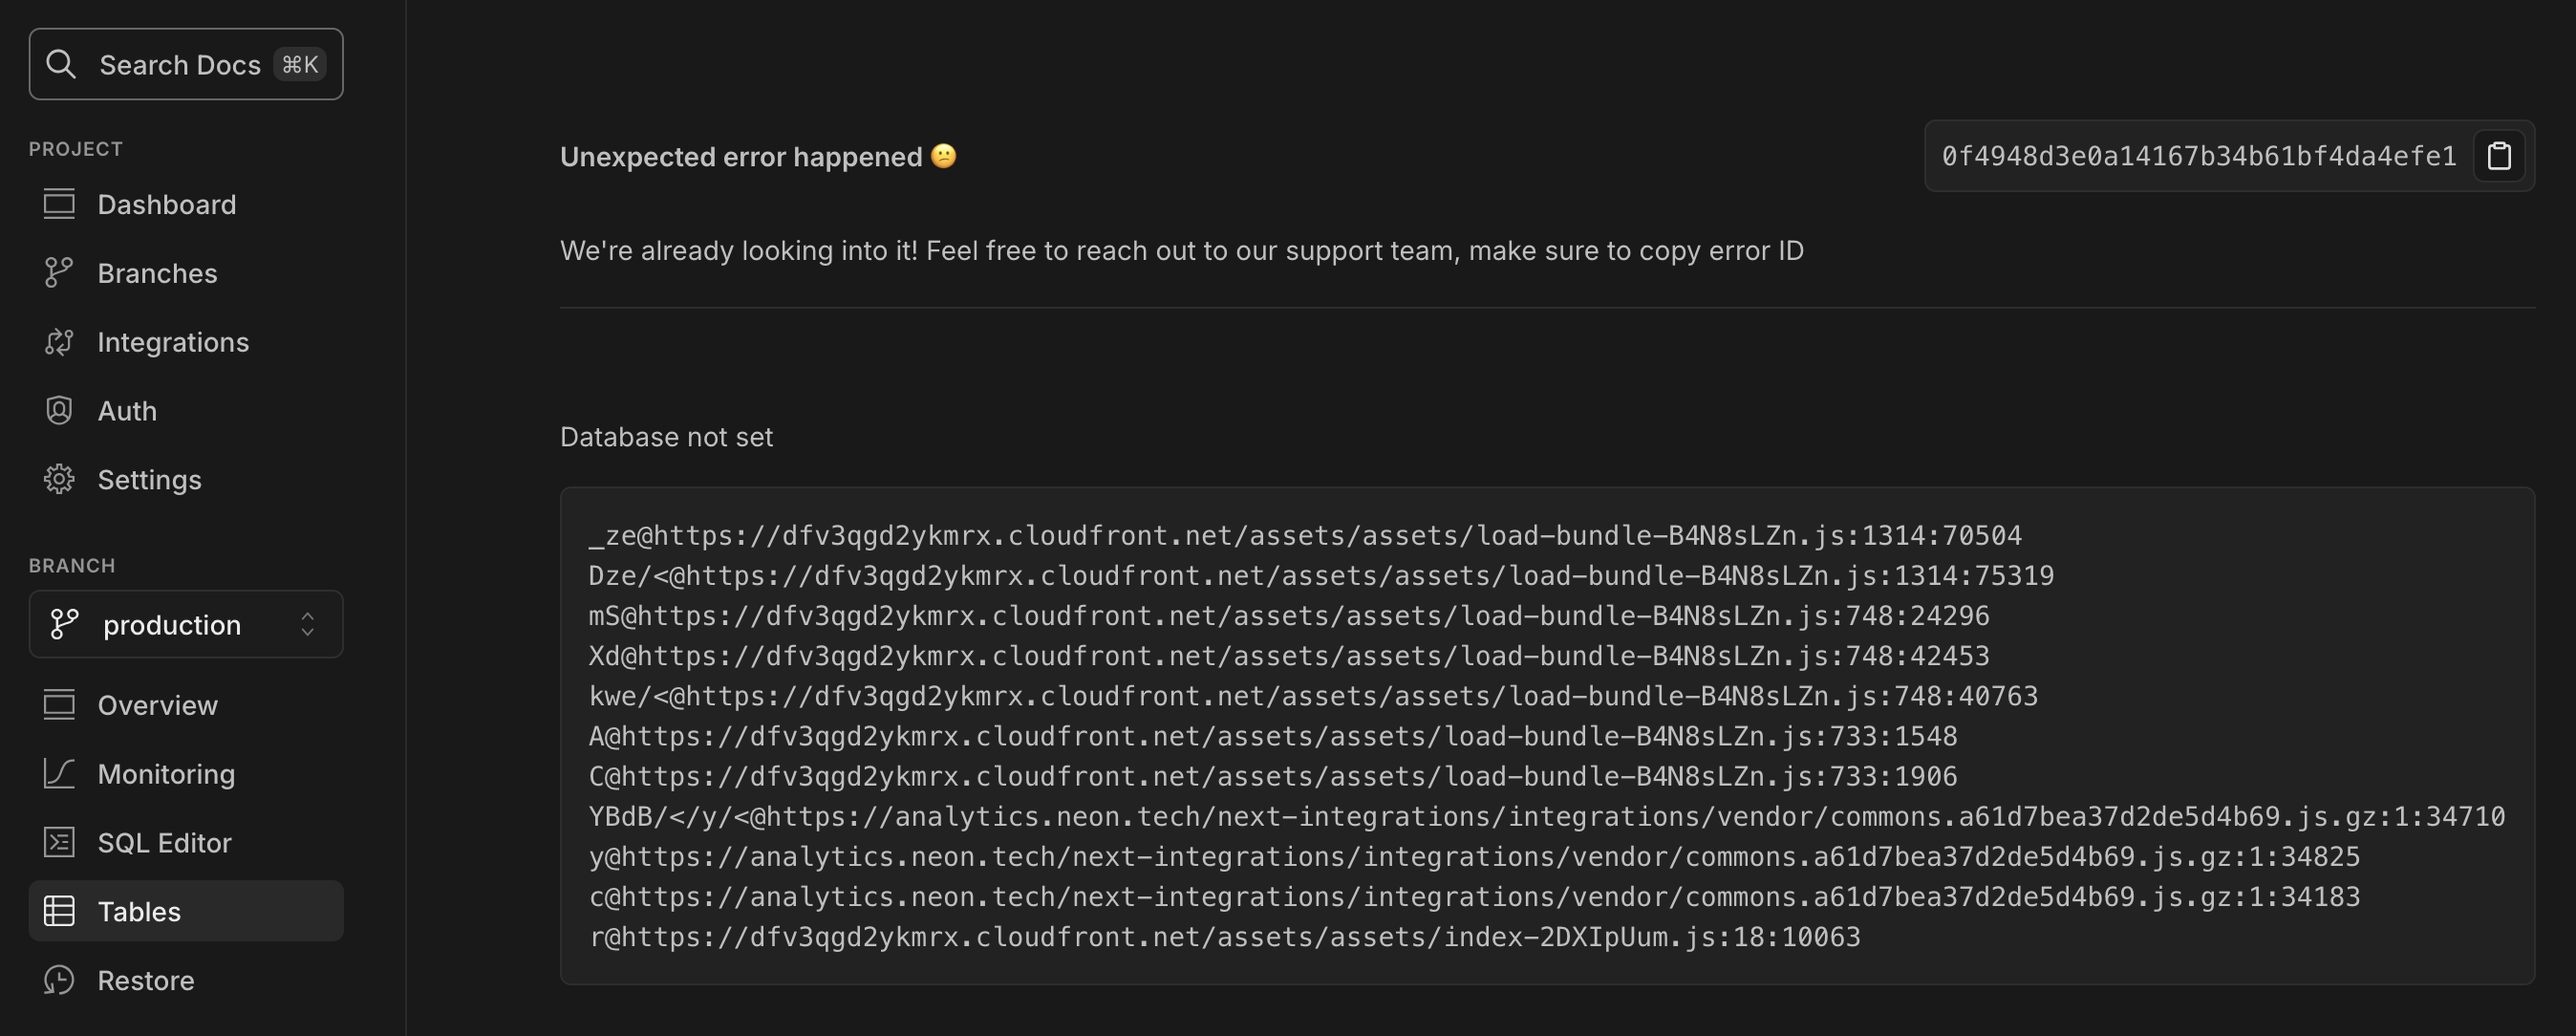 Search Docs ⌘K
PROJECT
Dashboard
Branches
Integrations
Auth
Settings
BRANCH
production
Overview
Monitoring
SQL Editor
Tables
Restore
Unexpected error happened 😕
0f4948d3e0a14167b34b61bf4da4efe1
We're already looking into it! Feel free to reach out to our support team, make sure to copy error ID
Database not set
_ze@https://dfv3qgd2ykmrx.cloudfront.net/assets/assets/load-bundle-B4N8sLZn.js:1314:70504
Dze/<@https://dfv3qgd2ykmrx.cloudfront.net/assets/assets/load-bundle-B4N8sLZn.js:1314:75319
mS@https://dfv3qgd2ykmrx.cloudfront.net/assets/assets/load-bundle-B4N8sLZn.js:748:24296
Xd@https://dfv3qgd2ykmrx.cloudfront.net/assets/assets/load-bundle-B4N8sLZn.js:748:42453
kwe/<@https://dfv3qgd2ykmrx.cloudfront.net/assets/assets/load-bundle-B4N8sLZn.js:748:40763
A@https://dfv3qgd2ykmrx.cloudfront.net/assets/assets/load-bundle-B4N8sLZn.js:733:1548
C@https://dfv3qgd2ykmrx.cloudfront.net/assets/assets/load-bundle-B4N8sLZn.js:733:1906
YBdB/</y/<@https://analytics.neon.tech/next-integrations/integrations/vendor/commons.a61d7bea37d2de5d4b69.js.gz:1:34710
y@https://analytics.neon.tech/next-integrations/integrations/vendor/commons.a61d7bea37d2de5d4b69.js.gz:1:34825
c@https://analytics.neon.tech/next-integrations/integrations/vendor/commons.a61d7bea37d2de5d4b69.js.gz:1:34183
r@https://dfv3qgd2ykmrx.cloudfront.net/assets/assets/index-2DXIpUum.js:18:10063